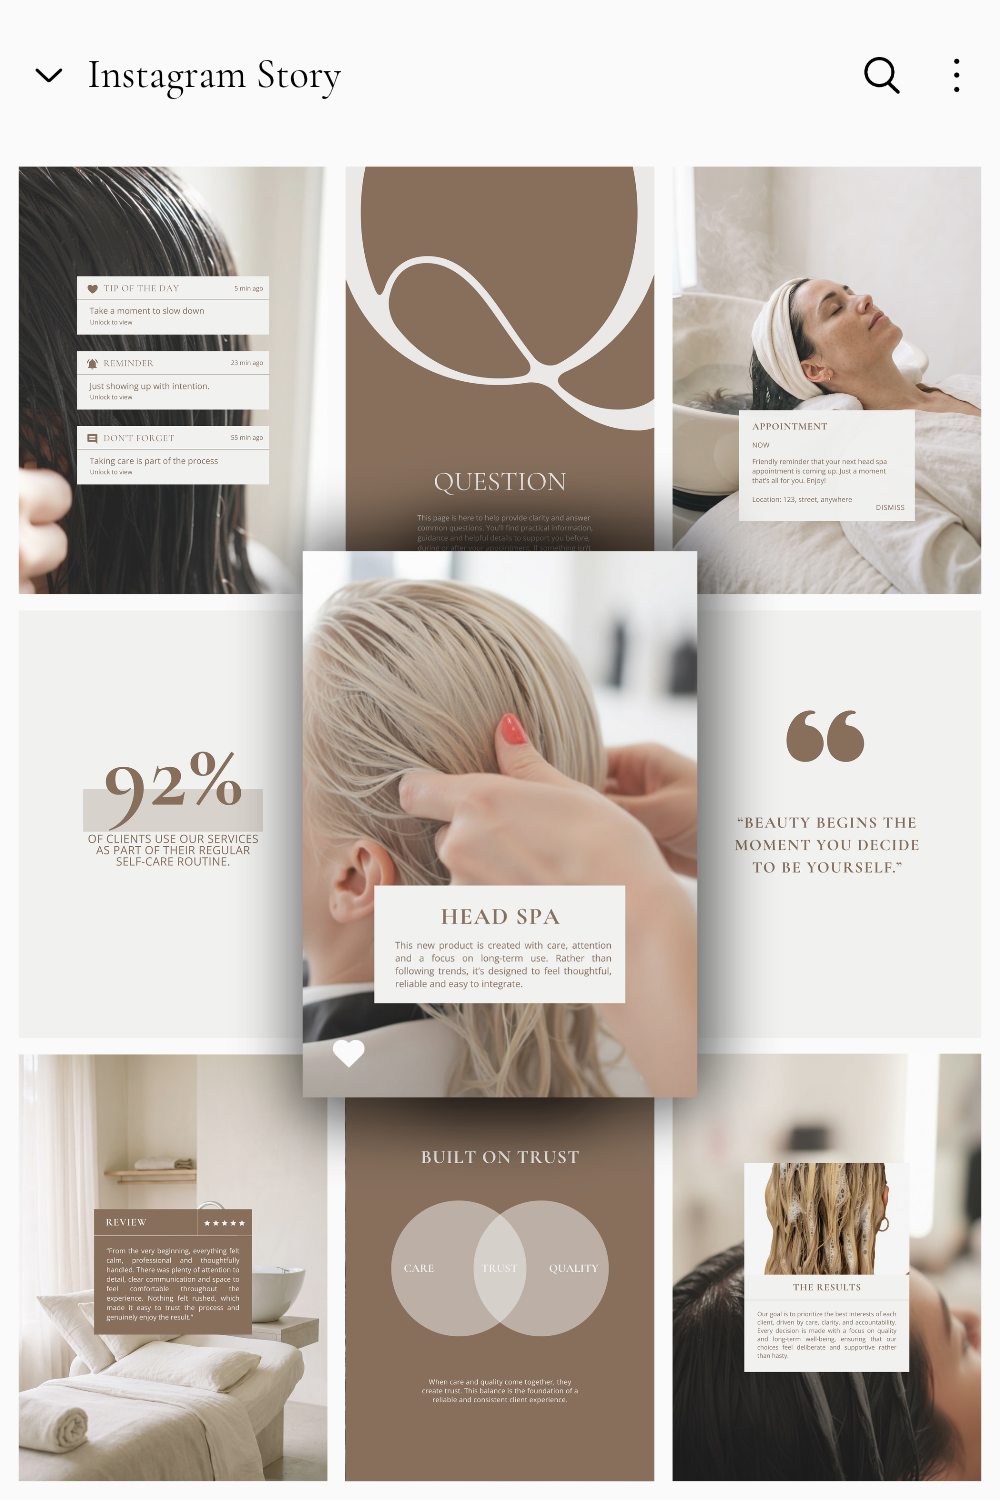 Instagram Story
TIP OF THE DAY
5 min ago
Take a moment to slow down
Unlock to view
REMINDER
23 min ago
Just showing up with intention.
Unlock to view
DON'T FORGET
55 min ago
Taking care is part of the process
Unlock to view
QUESTION
This page is here to help provide clarity and answer
common questions. You'll find practical information,
guidance and helpful details to support you before,
during or after your appointment. If something isn't
APPOINTMENT
NOW
Friendly reminder that your next head spa
appointment is coming up. Just a moment
that's all for you. Enjoy!
Location: 123, street, anywhere
DISMISS
92%
OF CLIENTS USE OUR SERVICES
AS PART OF THEIR REGULAR
SELF-CARE ROUTINE.
HEAD SPA
This new product is created with care, attention
and a focus on long-term use. Rather than
following trends, it's designed to feel thoughtful,
reliable and easy to integrate.
“BEAUTY BEGINS THE
MOMENT YOU DECIDE
TO BE YOURSELF.”
REVIEW
"From the very beginning, everything felt
calm, professional and thoughtfully
handled. There was plenty of attention to
detail, clear communication and space to
feel comfortable throughout the
experience. Nothing felt rushed, which
made it easy to trust the process and
genuinely enjoy the result."
BUILT ON TRUST
CARE
TRUST
QUALITY
When care and quality come together, they
create trust. This balance is the foundation of a
reliable and consistent client experience.
THE RESULTS
Our goal is to prioritize the best interests of each
client, driven by care, clarity, and accountability.
Every decision is made with a focus on quality
and long-term well-being, ensuring that our
choices feel deliberate and supportive rather
than hasty.